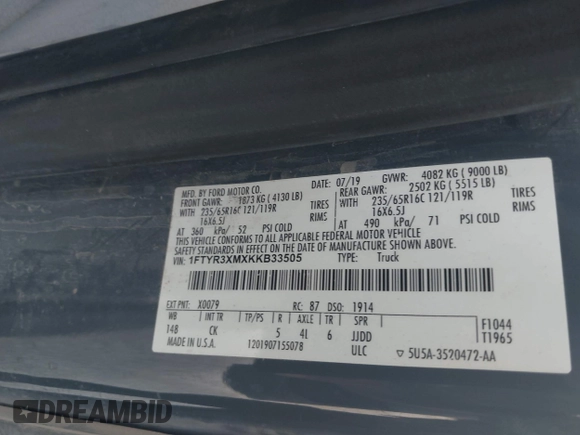 MFD. BY FORD MOTOR CO.
DATE: 07/19 GVWR: 4082 KG ( 9000 LB)
FRONT GAWR: 1873 KG ( 4130 LB) REAR GAWR: 2502 KG ( 5515 LB)
WITH 235/65R16C 121/119R TIRES WITH 235/65R16C 121/119R TIRES
16X6.5J RIMS 16X6.5J RIMS
AT 360 kPa/ 52 PSI COLD AT 490 kPa/ 71 PSI COLD
THIS VEHICLE CONFORMS TO ALL APPLICABLE FEDERAL MOTOR VEHICLE
SAFETY STANDARDS IN EFFECT ON THE DATE OF MANUFACTURE SHOWN ABOVE.
VIN: 1FTYR3XMXKKB33505 TYPE: Truck
EXT PNT: X0079 RC: 87 DSO: 1914
WB INT TR TP/PS R AXLE TR SPR F1044
148 CK 5 4L 6 JJDD T1965
MADE IN U.S.A. 1201907155078 ULC ▽ 5U5A-3520472-AA
DREAMBID